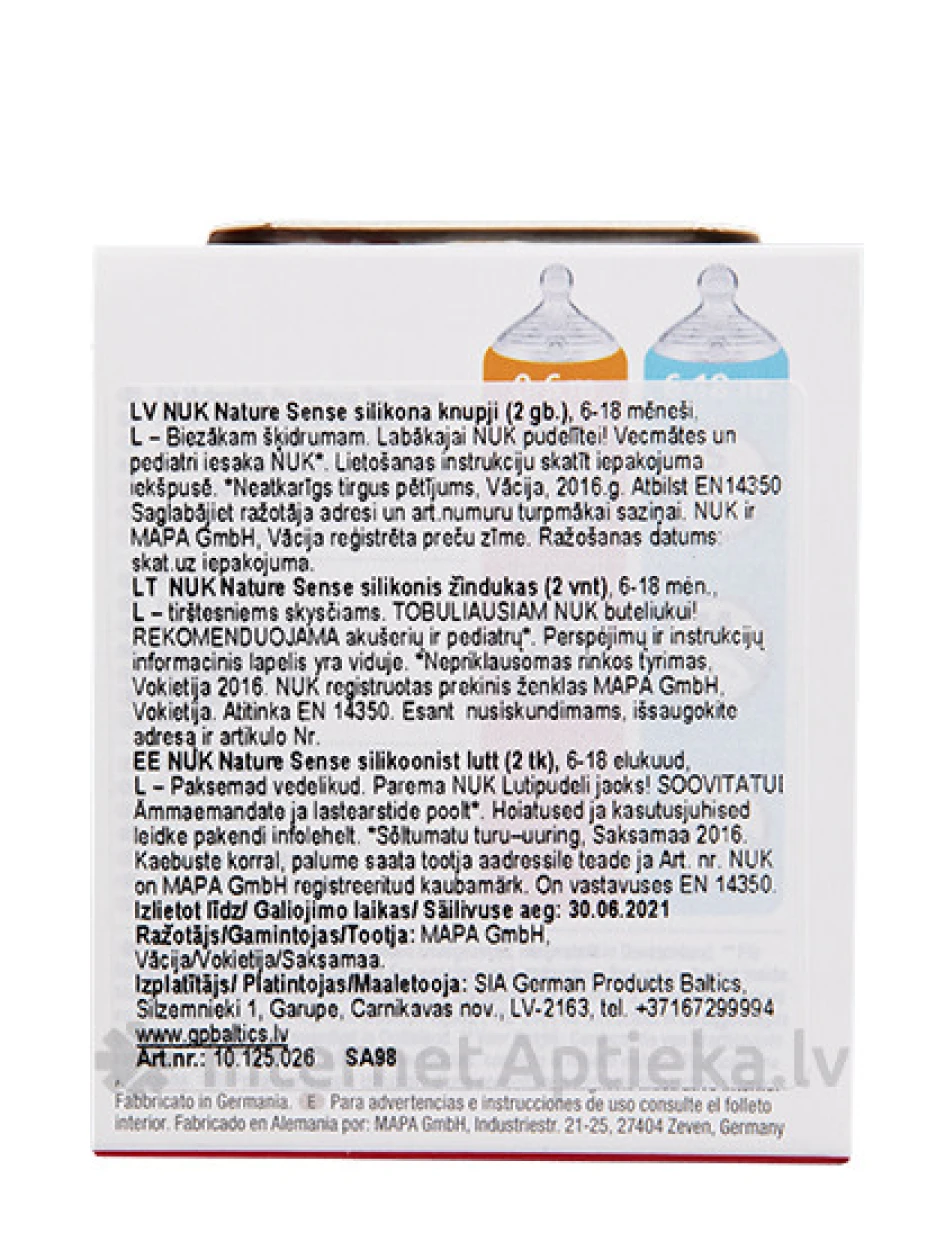 LV NUK Nature Sense silikona knupji (2 gb.), 6-18 mēneši,
L – Biezākam šķidrumam. Labākajai NUK pudelītei! Vecmātes un
pediatri iesaka NUK*. Lietošanas instrukciju skatīt iepakojuma
iekšpusē. *Neatkarīgs tirgus pētījums, Vācija, 2016.g. Atbilst EN14350
Saglabājiet ražotāja adresi un art.numuru turpmākai saziņai. NUK ir
MAPA GmbH, Vācija reģistrēta preču zīme. Ražošanas datums:
skat.uz iepakojuma.
LT NUK Nature Sense silikonis žindukas (2 vnt), 6-18 mėn.,
L – tirštesniems skysčiams. TOBULIAUSIAM NUK buteliukui!
REKOMENDUOJAMA akušerių ir pediatrų*. Perspėjimų ir instrukcijų
informacinis lapelis yra viduje. *Nepriklausomas rinkos tyrimas,
Vokietija 2016. NUK registruotas prekinis ženklas MAPA GmbH,
Vokietija. Atitinka EN 14350. Esant nusiskundimams, išsaugokite
adresą ir artikulo Nr.
EE NUK Nature Sense silikoonist lutt (2 tk), 6-18 elukuud,
L – Paksemad vedelikud. Parema NUK Lutipudeli jaoks! SOOVITATUI
Ämmaemandate ja lastearstide poolt*. Hoiatused ja kasutusjuhised
leidke pakendi infolehelt. *Sõltumatu turu–uuring, Saksamaa 2016.
Kaebuste korral, palume saata tootja aadressile teade ja Art. nr. NUK
on MAPA GmbH registreeritud kaubamärk. On vastavuses EN 14350.
Izlietot līdz/ Galiojimo laikas/ Säilivuse aeg: 30.06.2021
Ražotājs/Gamintojas/Tootja: MAPA GmbH,
Vācija/Vokietija/Saksamaa.
Izplatītājs/ Platintojas/Maaletooja: SIA German Products Baltics,
Silzemnieki 1, Garupe, Carnikavas nov., LV-2163, tel. +37167299994
www.gpbaltics.lv
Art.nr.: 10.125.026 SA98
internetAptieka.lv
Fabbricato in Germania. E Para advertencias e instrucciones de uso consulte el folleto
interior. Fabricado en Alemania por: MAPA GmbH, Industriestr. 21-25, 27404 Zeven, Germany